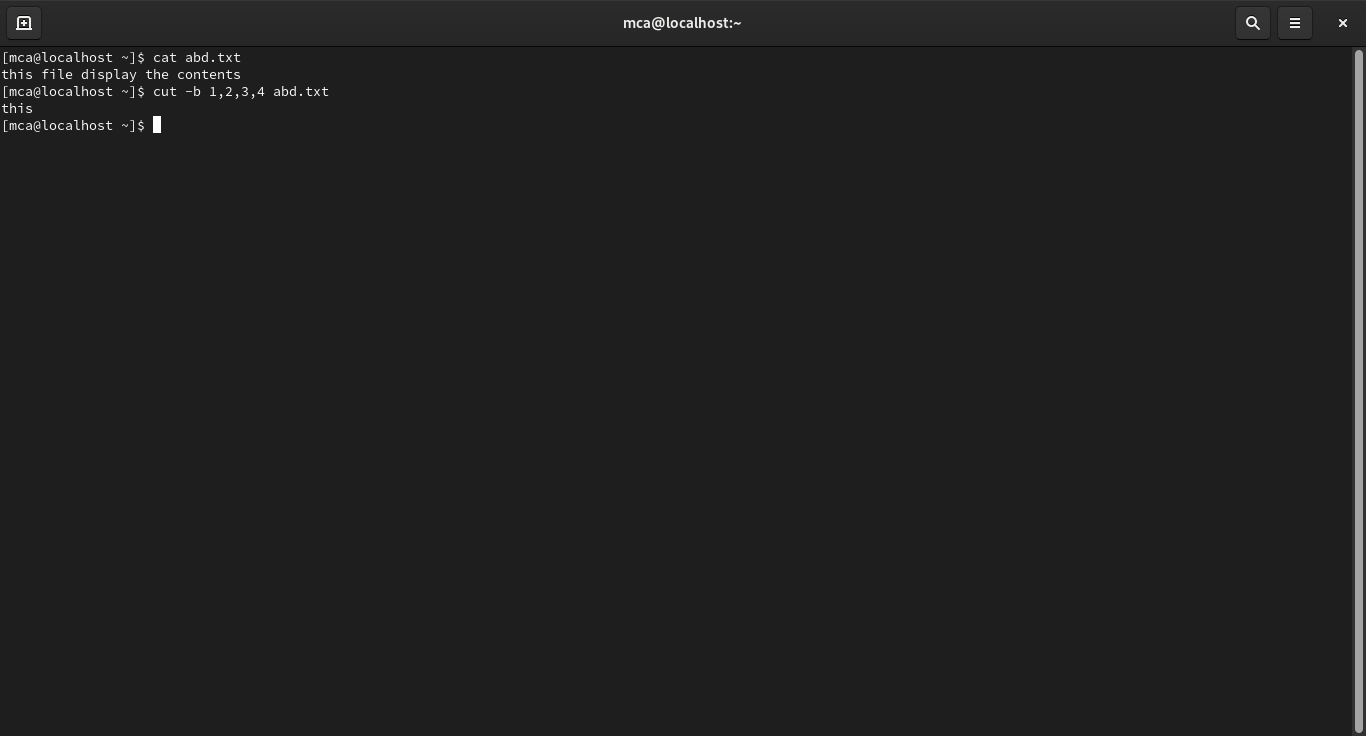 mca@localhost:~
[mca@localhost ~]$ cat abd.txt
this file display the contents
[mca@localhost ~]$ cut -b 1,2,3,4 abd.txt
this
[mca@localhost ~]$